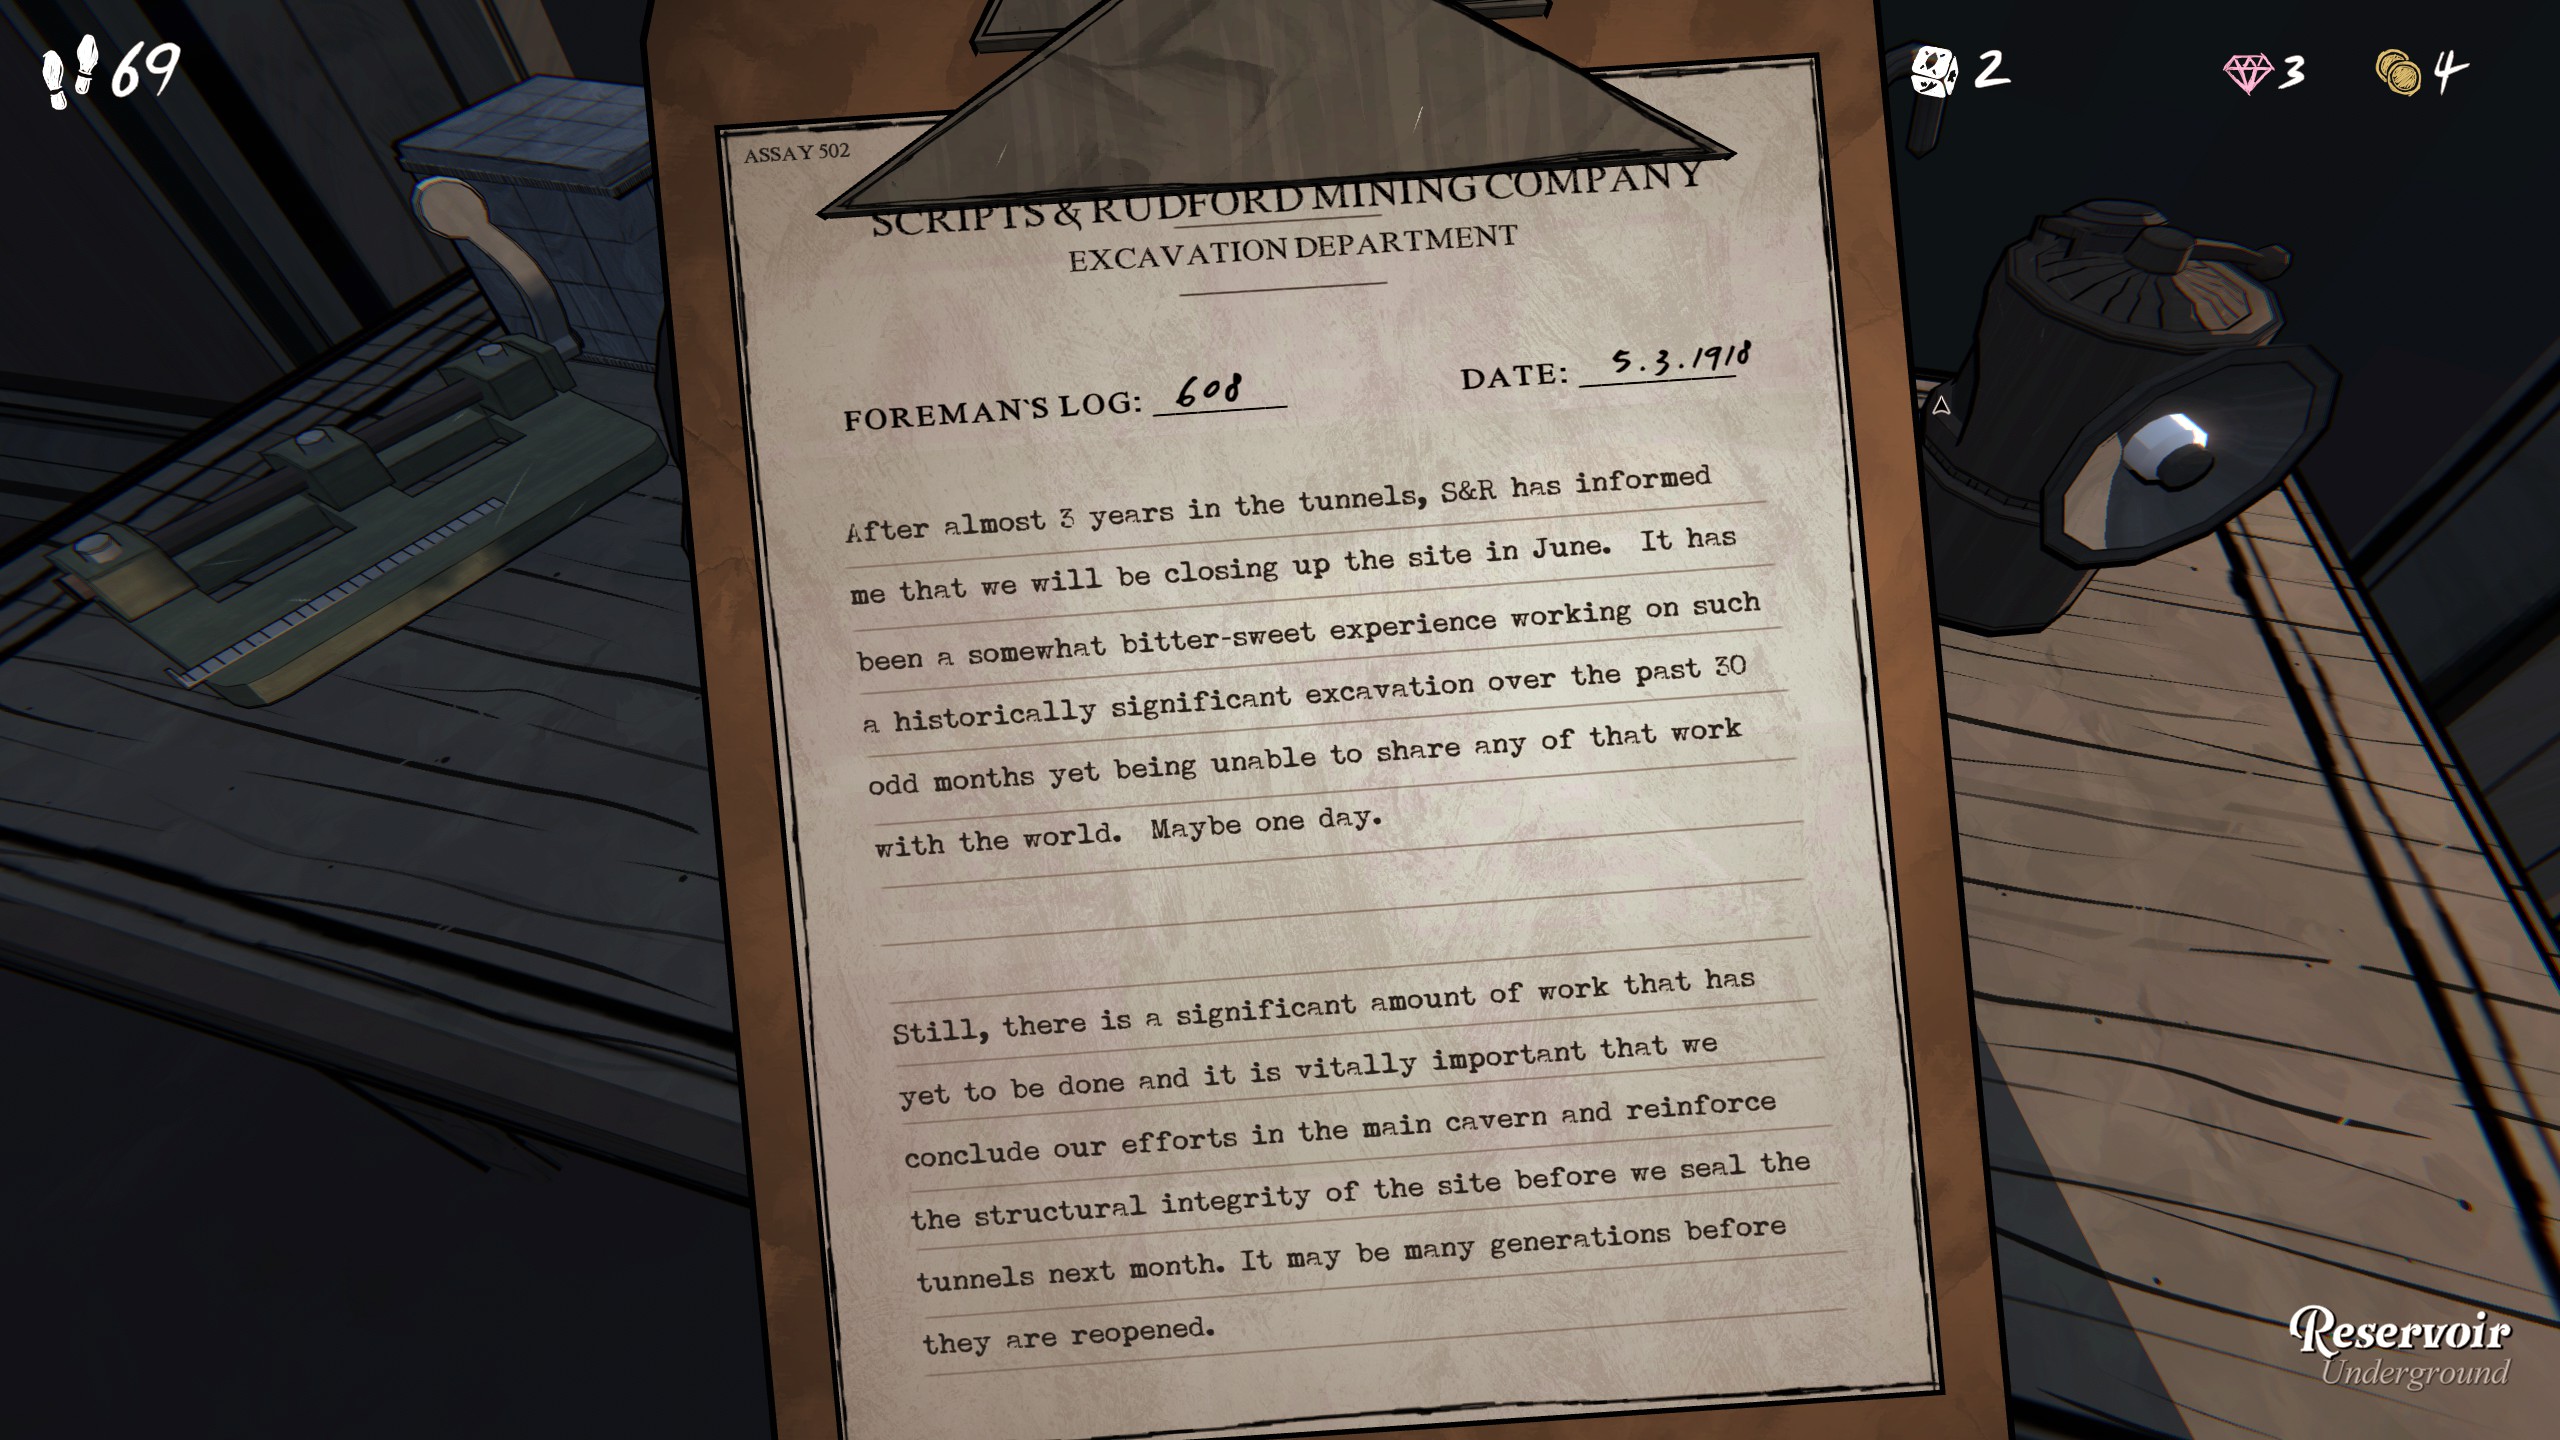 69
2
3
4
ASSAY 502
SCRIPTS & RUDFORD MINING COMPANY
EXCAVATION DEPARTMENT
FOREMAN'S LOG: 608
DATE: 5.3.1918
After almost 3 years in the tunnels, S&R has informed
me that we will be closing up the site in June.  It has
been a somewhat bitter-sweet experience working on such
a historically significant excavation over the past 30
odd months yet being unable to share any of that work
with the world.  Maybe one day.
Still, there is a significant amount of work that has
yet to be done and it is vitally important that we
conclude our efforts in the main cavern and reinforce
the structural integrity of the site before we seal the
tunnels next month. It may be many generations before
they are reopened.
Reservoir
Underground